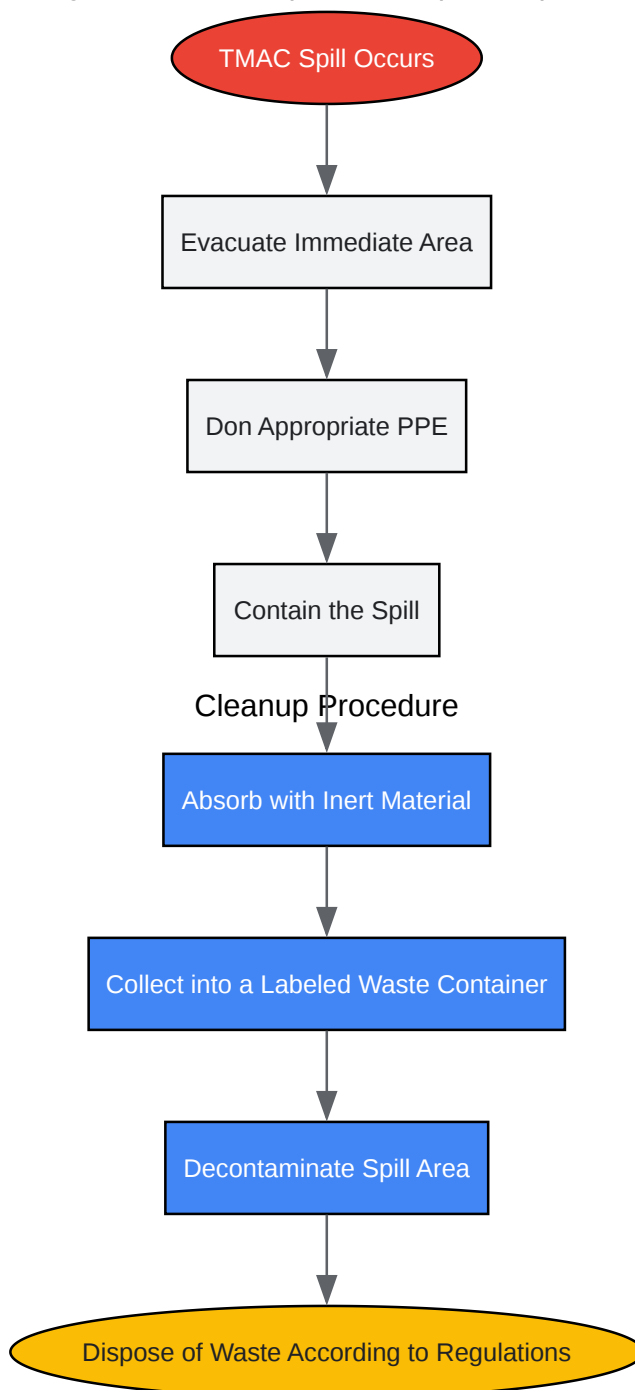 TMAC Spill Occurs
Evacuate Immediate Area
Don Appropriate PPE
Contain the Spill
Cleanup Procedure
Absorb with Inert Material
Collect into a Labeled Waste Container
Decontaminate Spill Area
Dispose of Waste According to Regulations